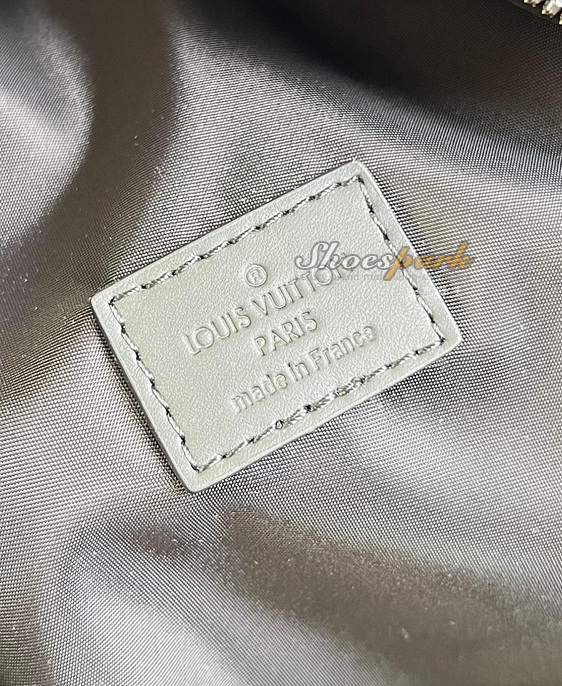 Shoespark
®
LOUIS VUITTO
PARIS
made in France